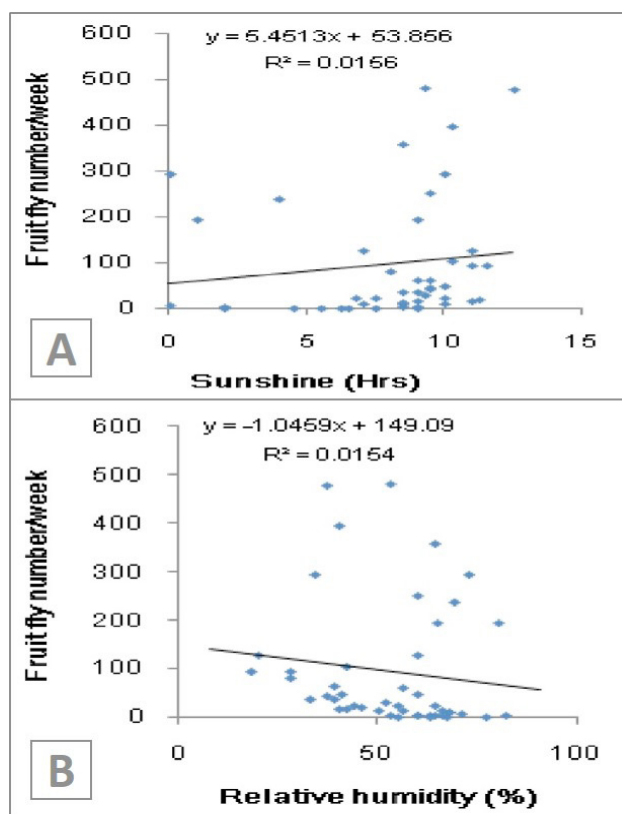 y = 5.4513x + 53.856
R² = 0.0156
Fruit fly number/week
600
500
400
300
200
100
0
0 5 10 15
Sunshine (Hrs)
A
y = -1.0459x + 149.09
R² = 0.0154
Fruit fly number/week
600
500
400
300
200
100
0
0 50 100
Relative humidity (%)
B